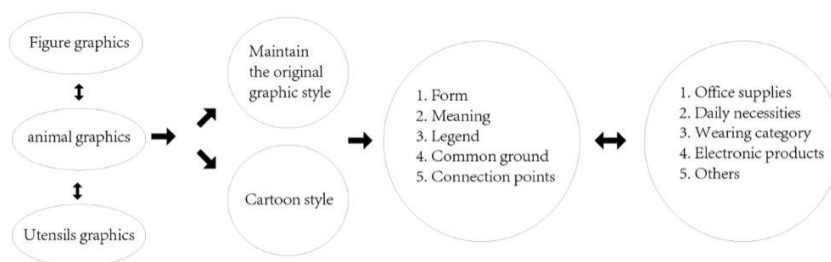 Figure graphics
animal graphics
Utensils graphics
Maintain
the original
graphic style
Cartoon style
1. Form
2. Meaning
3. Legend
4. Common ground
5. Connection points
1. Office supplies
2. Daily necessities
3. Wearing category
4. Electronic products
5. Others